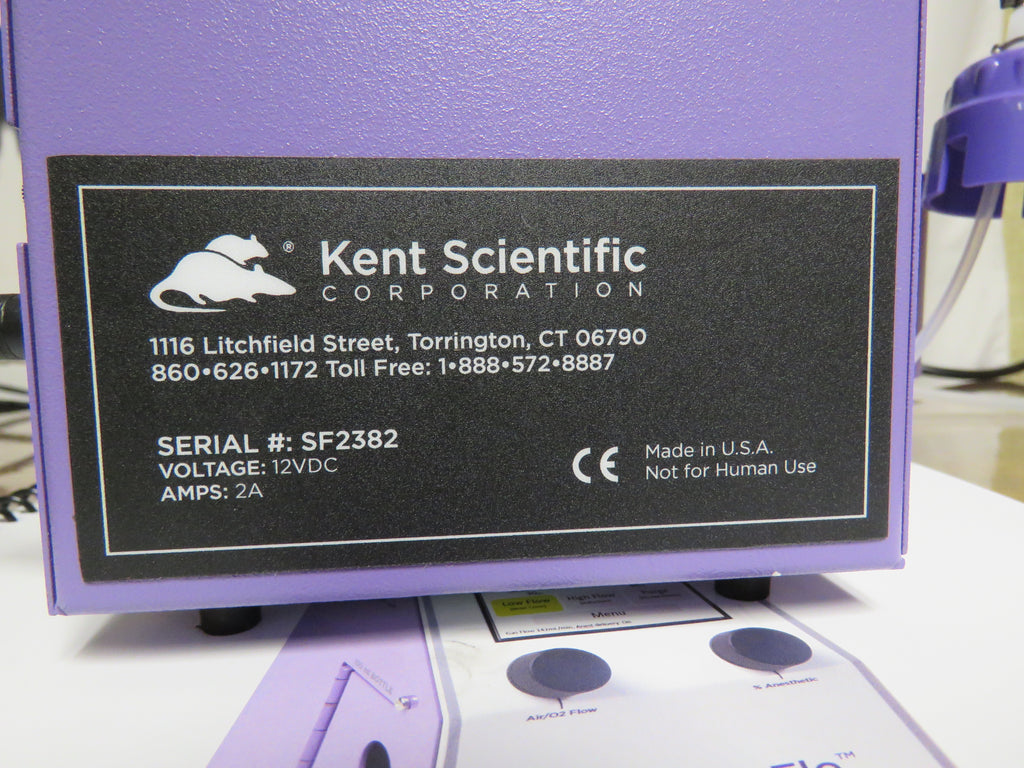 ®
Kent Scientific
CORPORATION
1116 Litchfield Street, Torrington, CT 06790
860•626•1172 Toll Free: 1•888•572•8887
SERIAL #: SF2382
VOLTAGE: 12VDC
AMPS: 2A
CE
Made in U.S.A.
Not for Human Use
Low Flow
High Flow
Menu
BOTTLE
Air/O2 Flow
% Anesthetic
Flo™